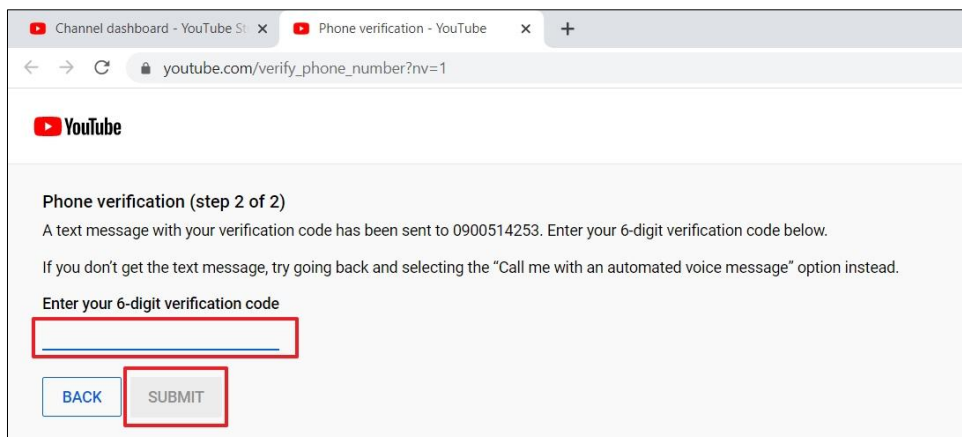 Channel dashboard - YouTube St
Phone verification - YouTube
youtube.com/verify_phone_number?nv=1
YouTube
Phone verification (step 2 of 2)
A text message with your verification code has been sent to 0900514253. Enter your 6-digit verification code below.
If you don't get the text message, try going back and selecting the “Call me with an automated voice message” option instead.
Enter your 6-digit verification code
BACK SUBMIT